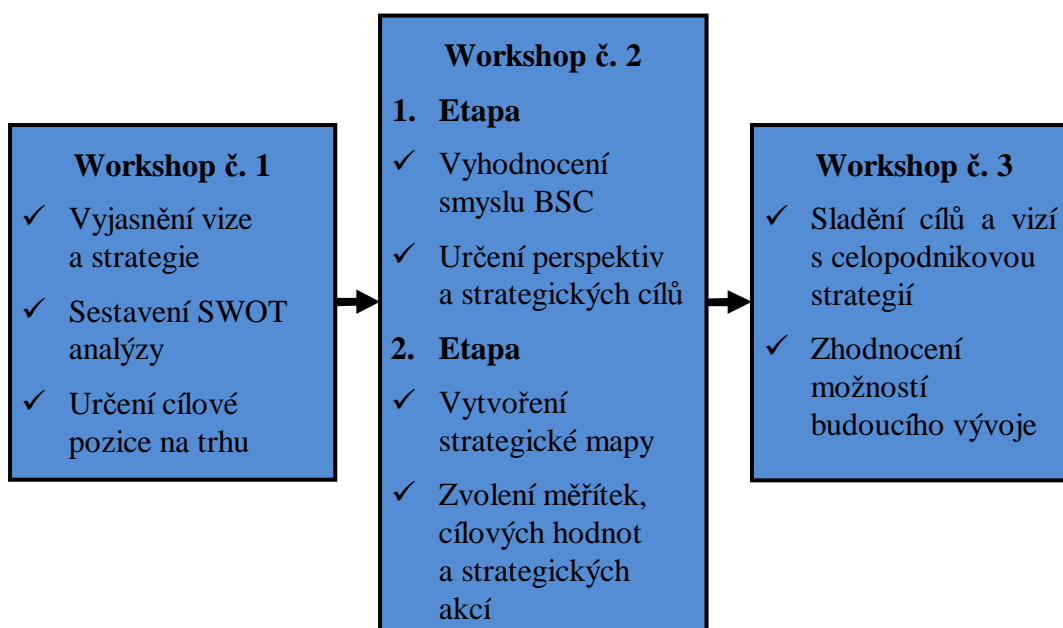 Workshop č. 1
✓ Vyjasnění vize
a strategie
✓ Sestavení SWOT
analýzy
✓ Určení cílové
pozice na trhu
Workshop č. 2
1. Etapa
✓ Vyhodnocení
smyslu BSC
✓ Určení perspektiv
a strategických cílů
2. Etapa
✓ Vytvoření
strategické mapy
✓ Zvolení měřítek,
cílových hodnot
a strategických
akcí
Workshop č. 3
✓ Sladění cílů a vizí
s celopodnikovou
strategií
✓ Zhodnocení
možností
budoucího vývoje